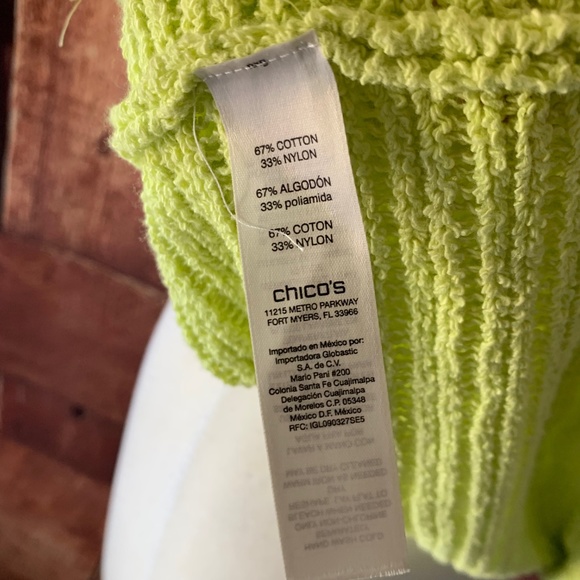 67% COTTON
33% NYLON
67% ALGODÓN
33% poliamida
67% COTON
33% NYLON
chico's
11215 METRO PARKWAY
FORT MYERS, FL 33966
Importado en México por:
Importadora Globastic
S.A. de C.V.
Mario Pani #200
Colonia Santa Fe Cuajimalpa
Delegación Cuajimalpa
de Morelos C.P. 05348
México D.F. México
RFC: IGL090327SE5